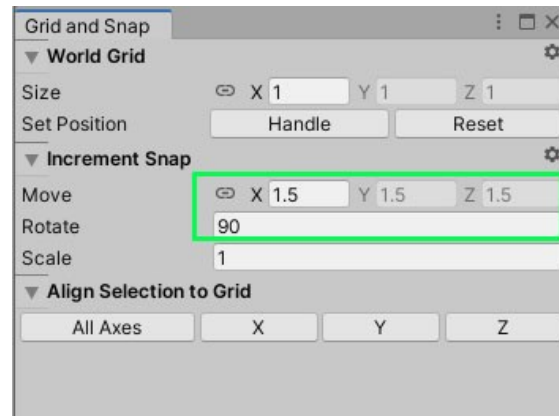 Grid and Snap
World Grid
Size X 1 Y 1 Z 1
Set Position Handle Reset
Increment Snap
Move X 1.5 Y 1.5 Z 1.5
Rotate 90
Scale 1
Align Selection to Grid
All Axes X Y Z